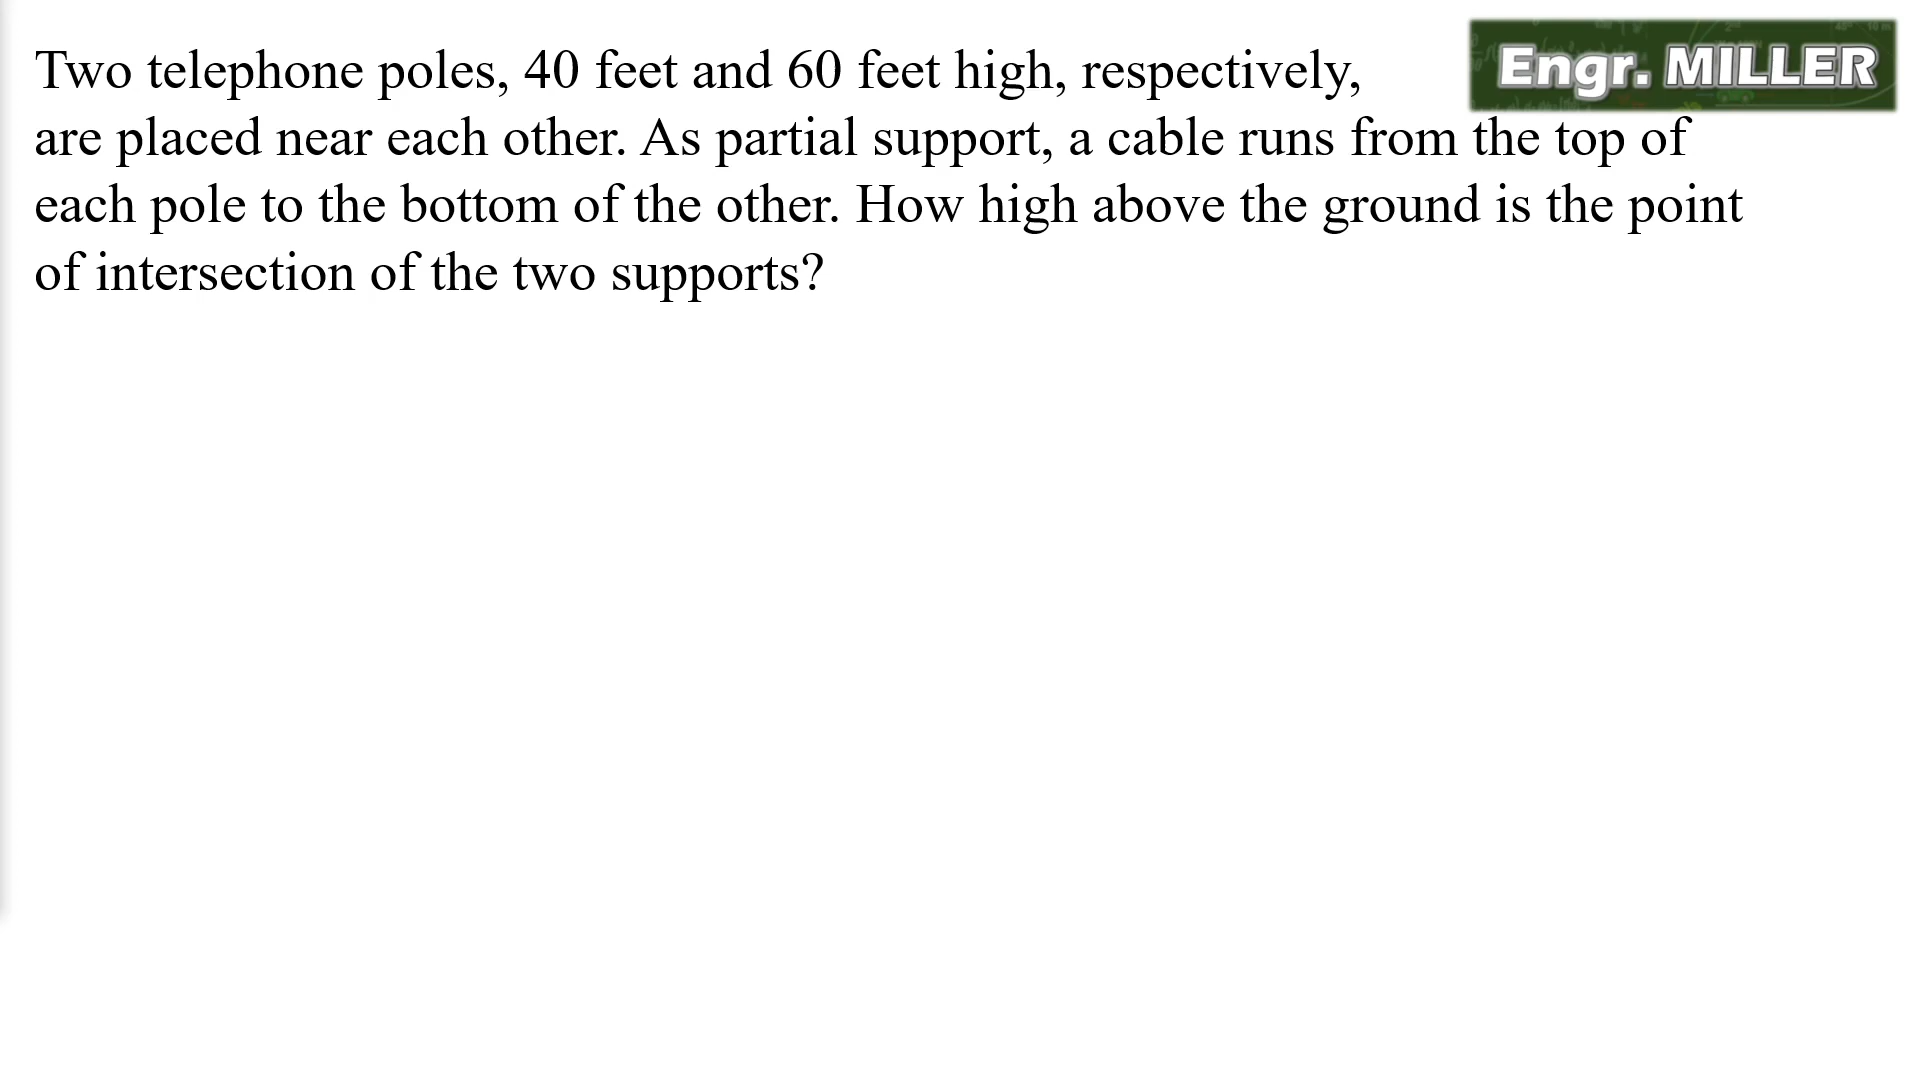 Two telephone poles, 40 feet and 60 feet high, respectively,
Engr. MILLER
are placed near each other. As partial support, a cable runs from the top of
each pole to the bottom of the other. How high above the ground is the point
of intersection of the two supports?